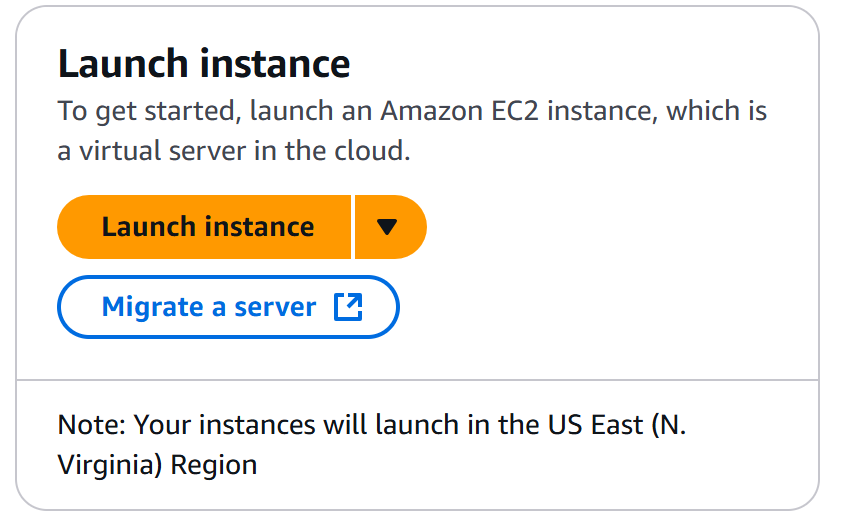 Launch instance
To get started, launch an Amazon EC2 instance, which is
a virtual server in the cloud.
Launch instance
Migrate a server
Note: Your instances will launch in the US East (N.
Virginia) Region